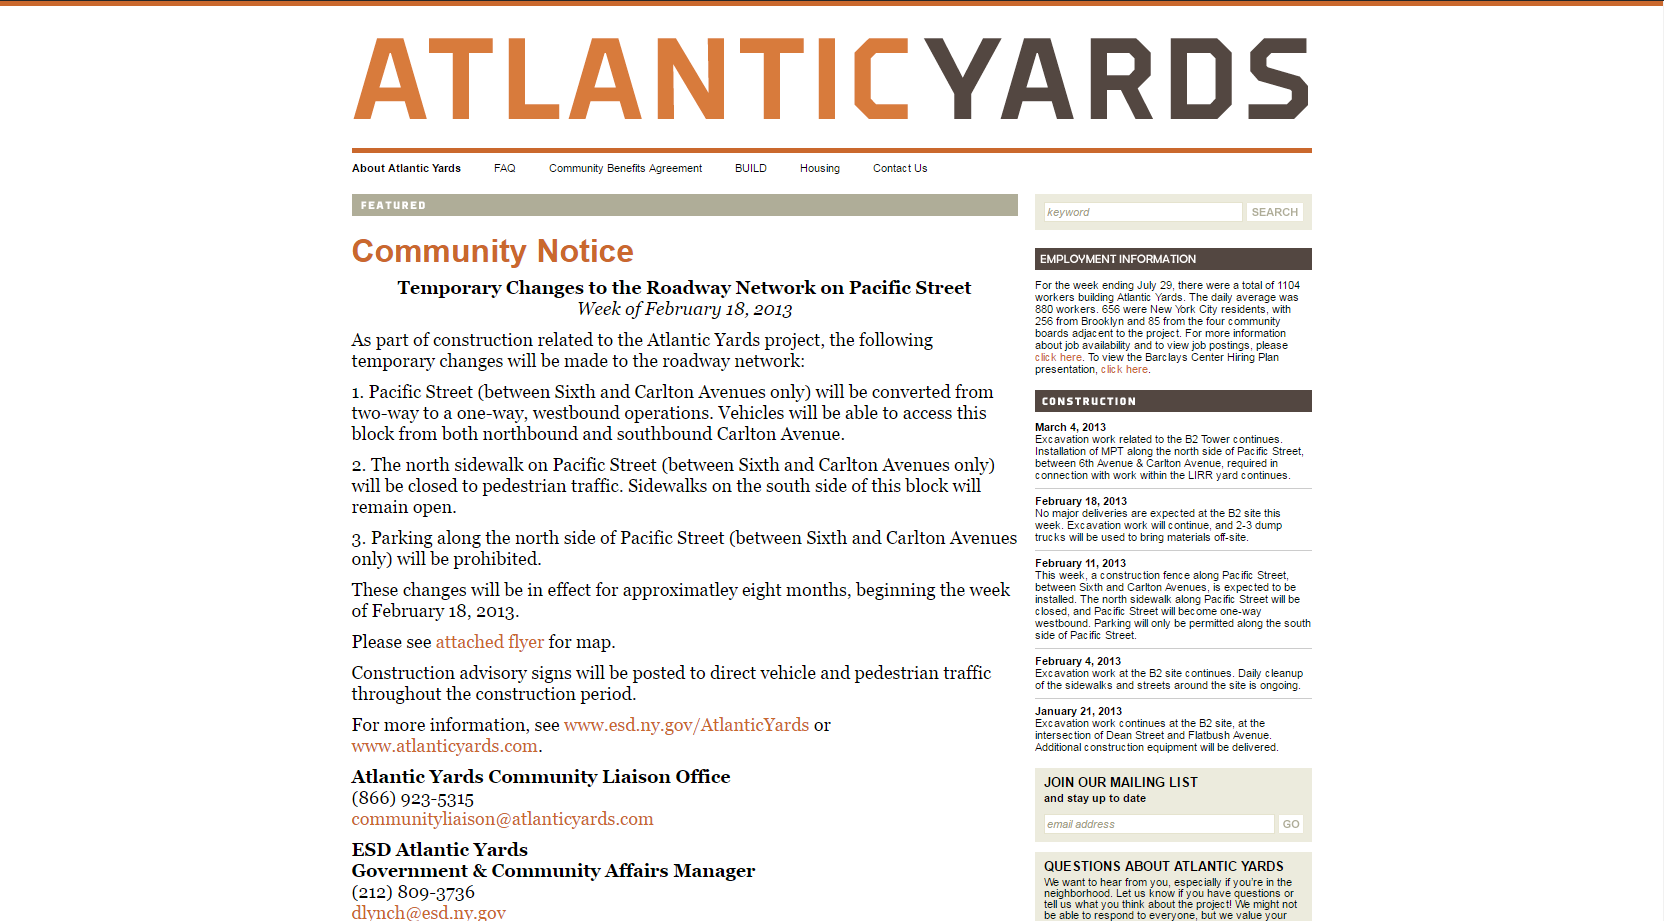 ATLANTICYARDS
About Atlantic Yards FAQ Community Benefits Agreement BUILD Housing Contact Us
FEATURED
Community Notice
Temporary Changes to the Roadway Network on Pacific Street
Week of February 18, 2013
As part of construction related to the Atlantic Yards project, the following
temporary changes will be made to the roadway network:
1. Pacific Street (between Sixth and Carlton Avenues only) will be converted from
two-way to a one-way, westbound operations. Vehicles will be able to access this
block from both northbound and southbound Carlton Avenue.
2. The north sidewalk on Pacific Street (between Sixth and Carlton Avenues only)
will be closed to pedestrian traffic. Sidewalks on the south side of this block will
remain open.
3. Parking along the north side of Pacific Street (between Sixth and Carlton Avenues
only) will be prohibited.
These changes will be in effect for approximatley eight months, beginning the week
of February 18, 2013.
Please see attached flyer for map.
Construction advisory signs will be posted to direct vehicle and pedestrian traffic
throughout the construction period.
For more information, see www.esd.ny.gov/AtlanticYards or
www.atlanticyards.com.
Atlantic Yards Community Liaison Office
(866) 923-5315
communityliaison@atlanticyards.com
ESD Atlantic Yards
Government & Community Affairs Manager
(212) 809-3736
dlynch@esd.ny.gov
keyword SEARCH
EMPLOYMENT INFORMATION
For the week ending July 29, there were a total of 1104
workers building Atlantic Yards. The daily average was
880 workers. 656 were New York City residents, with
256 from Brooklyn and 85 from the four community
boards adjacent to the project. For more information
about job availability and to view job postings, please
click here. To view the Barclays Center Hiring Plan
presentation, click here.
CONSTRUCTION
March 4, 2013
Excavation work related to the B2 Tower continues.
Installation of MPT along the north side of Pacific Street,
between 6th Avenue & Carlton Avenue, required in
connection with work within the LIRR yard continues.
February 18, 2013
No major deliveries are expected at the B2 site this
week. Excavation work will continue, and 2-3 dump
trucks will be used to bring materials off-site.
February 11, 2013
This week, a construction fence along Pacific Street,
between Sixth and Carlton Avenues, is expected to be
installed. The north sidewalk along Pacific Street will be
closed, and Pacific Street will become one-way
westbound. Parking will only be permitted along the south
side of Pacific Street.
February 4, 2013
Excavation work at the B2 site continues. Daily cleanup
of the sidewalks and streets around the site is ongoing.
January 21, 2013
Excavation work continues at the B2 site, at the
intersection of Dean Street and Flatbush Avenue.
Additional construction equipment will be delivered.
JOIN OUR MAILING LIST
and stay up to date
email address GO
QUESTIONS ABOUT ATLANTIC YARDS
We want to hear from you, especially if you're in the
neighborhood. Let us know if you have questions or
tell us what you think about the project! We might not
be able to respond to everyone, but we value your